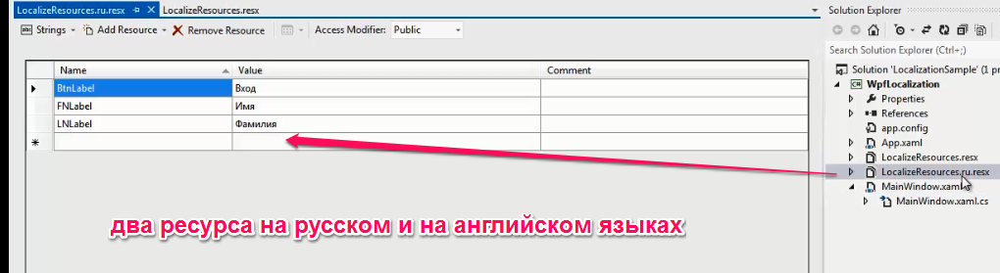 LocalizeResources.ru.resx
LocalizeResources.resx
Solution Explorer
Strings
Add Resource
Remove Resource
Access Modifier:
Public
Search Solution Explorer (Ctrl+;)
Name
Value
Comment
BtnLabel
Вход
FNLabel
Имя
LNLabel
Фамилия
Solution 'LocalizationSample' (1 pr
WpfLocalization
Properties
References
app.config
App.xaml
LocalizeResources.resx
LocalizeResources.ru.resx
MainWindow.xaml
MainWindow.xaml.cs
два ресурса на русском и на английском языках